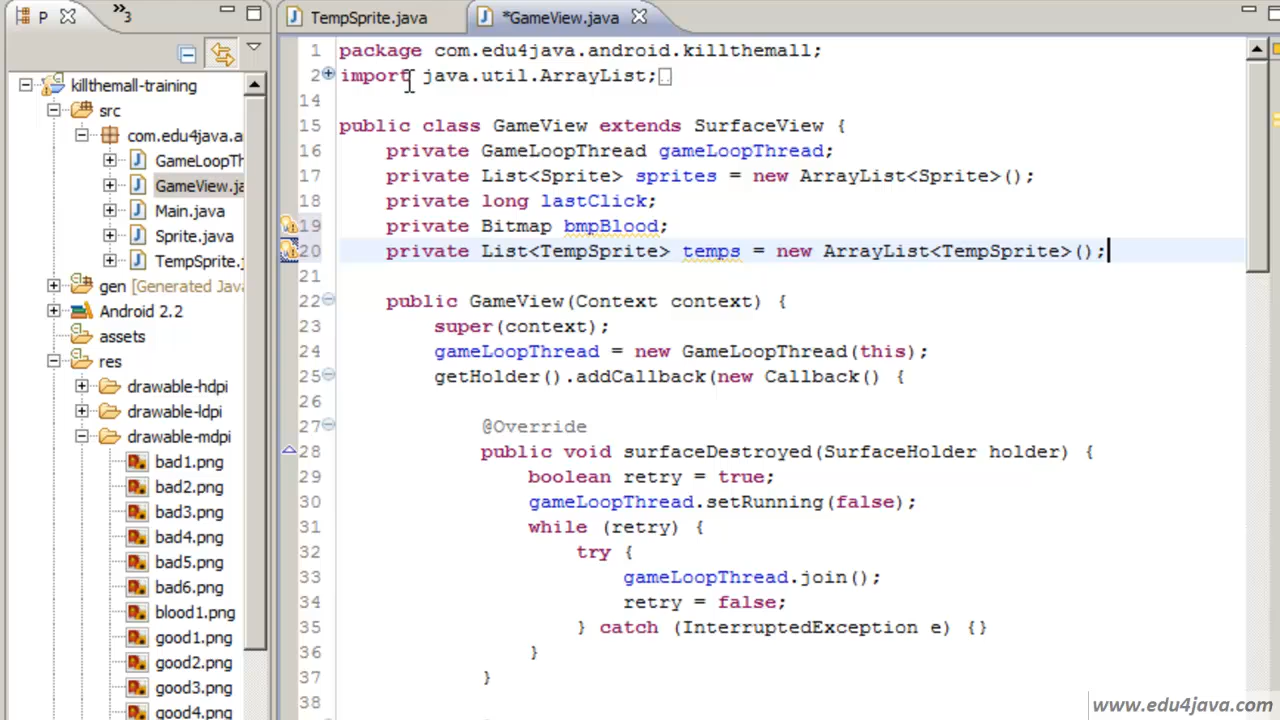 P
»3
TempSprite.java
*GameView.java
killthemall-training
src
com.edu4java.a
GameLoopTh
GameView.ja
Main.java
Sprite.java
TempSprite.j
gen [Generated Java
Android 2.2
assets
res
drawable-hdpi
drawable-ldpi
drawable-mdpi
bad1.png
bad2.png
bad3.png
bad4.png
bad5.png
bad6.png
blood1.png
good1.png
good2.png
good3.png
good4.png
1 package com.edu4java.android.killthemall;
2 import java.util.ArrayList;
14
15 public class GameView extends SurfaceView {
16 private GameLoopThread gameLoopThread;
17 private List<Sprite> sprites = new ArrayList<Sprite>();
18 private long lastClick;
19 private Bitmap bmpBlood;
20 private List<TempSprite> temps = new ArrayList<TempSprite>();
21
22 public GameView(Context context) {
23 super(context);
24 gameLoopThread = new GameLoopThread(this);
25 getHolder().addCallback(new Callback() {
26
27 @Override
28 public void surfaceDestroyed(SurfaceHolder holder) {
29 boolean retry = true;
30 gameLoopThread.setRunning(false);
31 while (retry) {
32 try {
33 gameLoopThread.join();
34 retry = false;
35 } catch (InterruptedException e) {}
36 }
37 }
38
www.edu4java.com